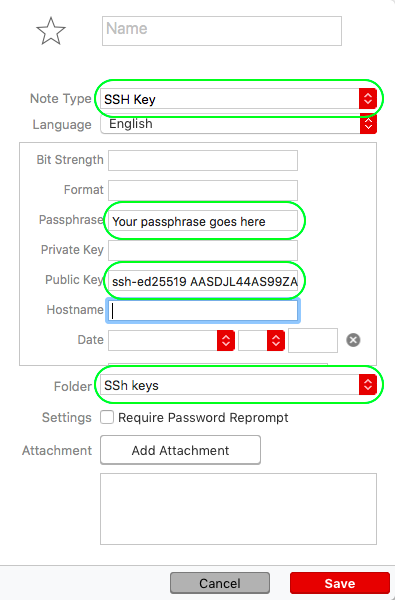 Name
Note Type SSH Key
Language English
Bit Strength
Format
Passphrase Your passphrase goes here
Private Key
Public Key ssh-ed25519 AASDJL44AS99ZA
Hostname
Date
Folder SSh keys
Settings Require Password Reprompt
Attachment Add Attachment
Cancel Save